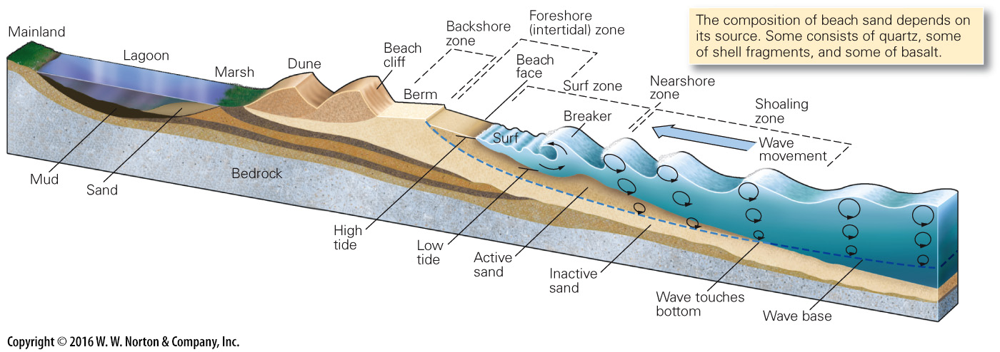 Mainland
Lagoon
Marsh
Dune
Beach
cliff
Berm
Backshore
zone
Foreshore
(intertidal) zone
Beach
face
Surf zone
Breaker
Surf
Nearshore
zone
Shoaling
zone
Wave
movement
The composition of beach sand depends on
its source. Some consists of quartz, some
of shell fragments, and some of basalt.
Mud
Sand
Bedrock
High
tide
Low
tide
Active
sand
Inactive
sand
Wave touches
bottom
Wave base
Copyright © 2016 W. W. Norton & Company, Inc.